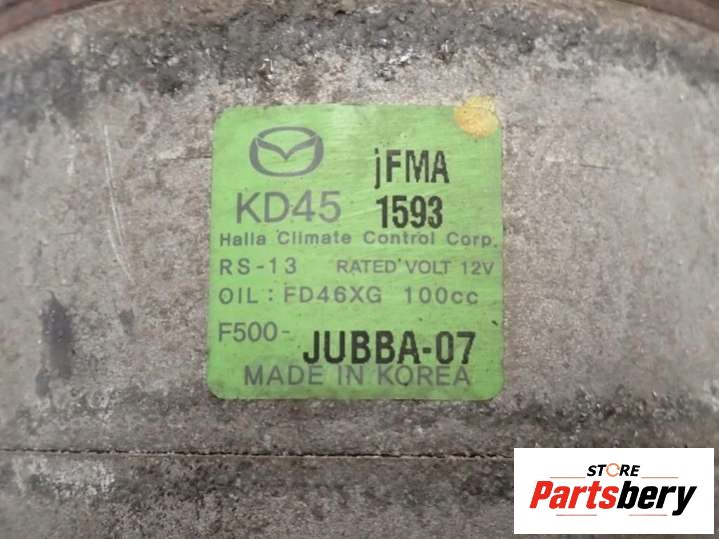 jFMA
KD45 1593
Halla Climate Control Corp.
RS-13 RATED VOLT 12V
OIL : FD46XG 100cc
F500-JUBBA-07
MADE IN KOREA
STORE
Partsbery